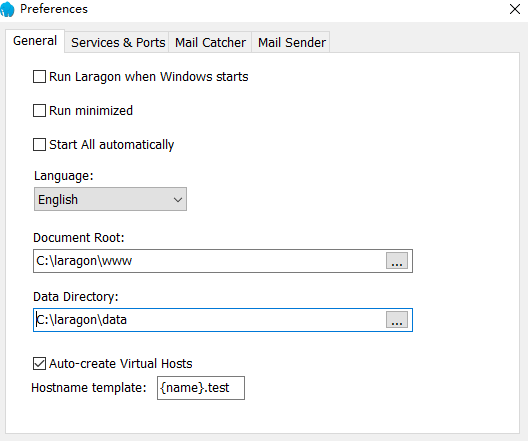 Preferences
General Services & Ports Mail Catcher Mail Sender
Run Laragon when Windows starts
Run minimized
Start All automatically
Language:
English
Document Root:
C:\laragon\www
...
Data Directory:
C:\laragon\data
...
Auto-create Virtual Hosts
Hostname template: {name}.test